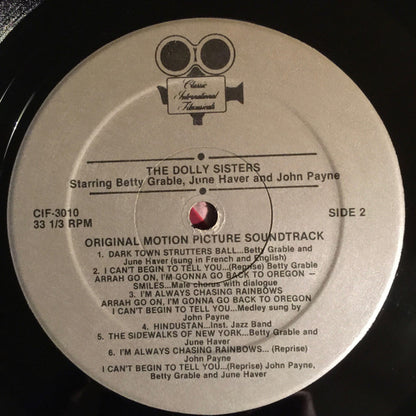 Classic
International
Filmusicals
THE DOLLY SISTERS
Starring Betty Grable, June Haver and John Payne
CIF-3010
33 1/3 RPM
SIDE 2
ORIGINAL MOTION PICTURE SOUNDTRACK
1. DARK TOWN STRUTTERS BALL...Betty Grable and
June Haver (sung in French and English)
2. I CAN'T BEGIN TO TELL YOU...(Reprise) Betty Grable
ARRAH GO ON, I'M GONNA GO BACK TO OREGON —
SMILES...Male chorus with dialogue
3. I'M ALWAYS CHASING RAINBOWS
ARRAH GO ON, I'M GONNA GO BACK TO OREGON
I CAN'T BEGIN TO TELL YOU...Medley sung by
John Payne
4. HINDUSTAN...Inst. Jazz Band
5. THE SIDEWALKS OF NEW YORK...Betty Grable and
June Haver
6. I'M ALWAYS CHASING RAINBOWS... (Reprise)
John Payne
I CAN'T BEGIN TO TELL YOU...(Reprise) John Payne,
Betty Grable and June Haver